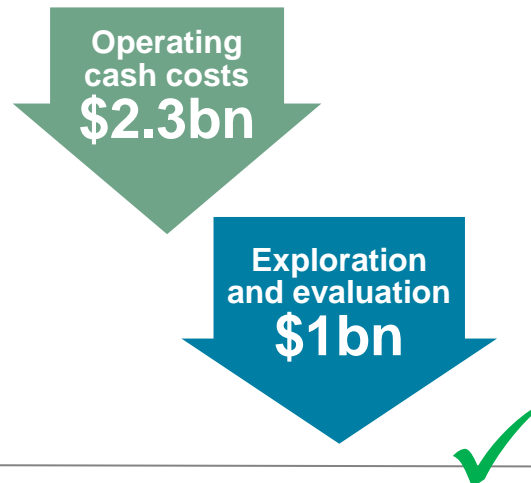 Operating
cash costs
$2.3bn
Exploration
and evaluation
$1bn